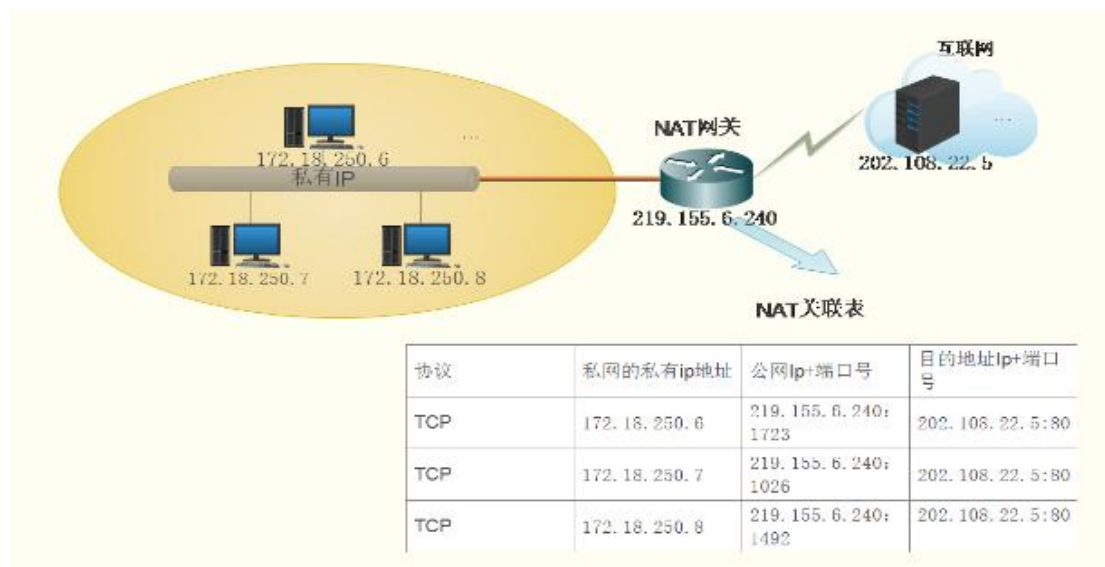 互联网
...
NAT网关
172.18.250.6
...
私有IP
202.108.22.5
219.155.6.240
172.18.250.7
172.18.250.8
NAT关联表
协议
私网的私有ip地址
公网Ip+端口号
目的地址Ip+端口
号
TCP
172.18.250.6
219.155.6.240:
1723
202.108.22.5:80
TCP
172.18.250.7
219.155.6.240:
1026
202.108.22.5:80
TCP
172.18.250.8
219.155.6.240:
1492
202.108.22.5:80